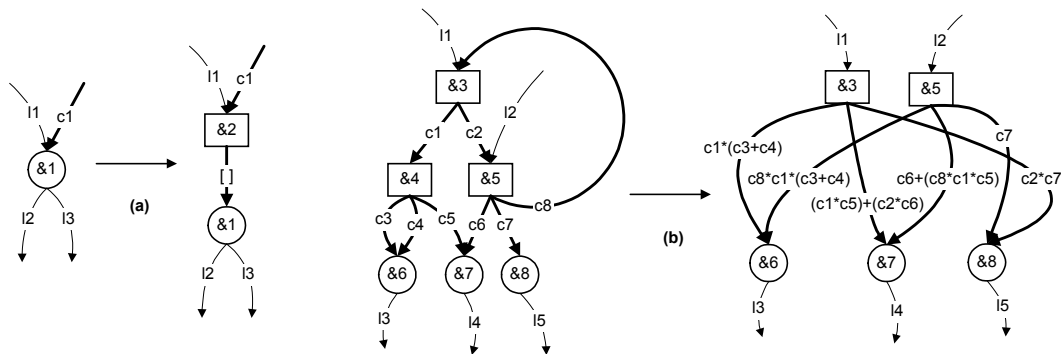 l1
c1
&1
l2
l3
(a)
l1
c1
&2
[ ]
&1
l2
l3
l1
&3
l2
c1
c2
&4
&5
c8
c3
c4
c5
c6
c7
&6
&7
&8
l3
l4
l5
(b)
l1
l2
&3
&5
c7
c1*(c3+c4)
c8*c1*(c3+c4)
c6+(c8*c1*c5)
c2*c7
(c1*c5)+(c2*c6)
&6
&7
&8
l3
l4
l5